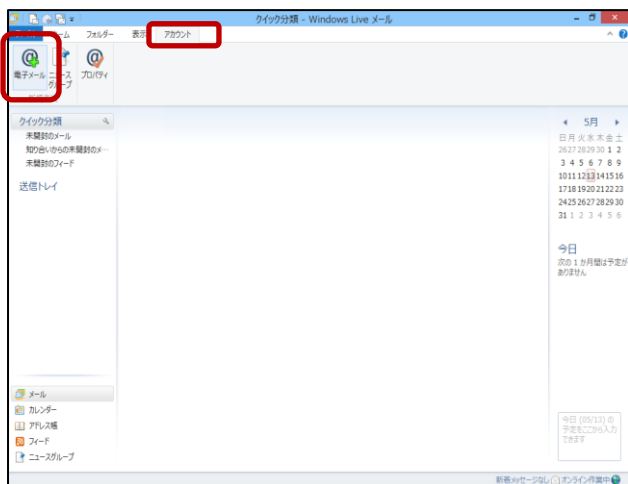 クイック分類 - Windows Live メール
ーム フォルダー 表示 アカウント
電子メール ニュースグループ プロパティ
クイック分類
未開封のメール
知り合いからの未開封のメ…
未開封のフィード
送信トレイ
メール
カレンダー
アドレス帳
フィード
ニュースグループ
5月
日 月 火 水 木 金 土
26 27 28 29 30 1 2
3 4 5 6 7 8 9
10 11 12 13 14 15 16
17 18 19 20 21 22 23
24 25 26 27 28 29 30
31 1 2 3 4 5 6
今日
次の 1 か月間は予定が
ありません
今日 (05/13) の
予定をここから入力
できます
新着メッセージなし オンライン作業中